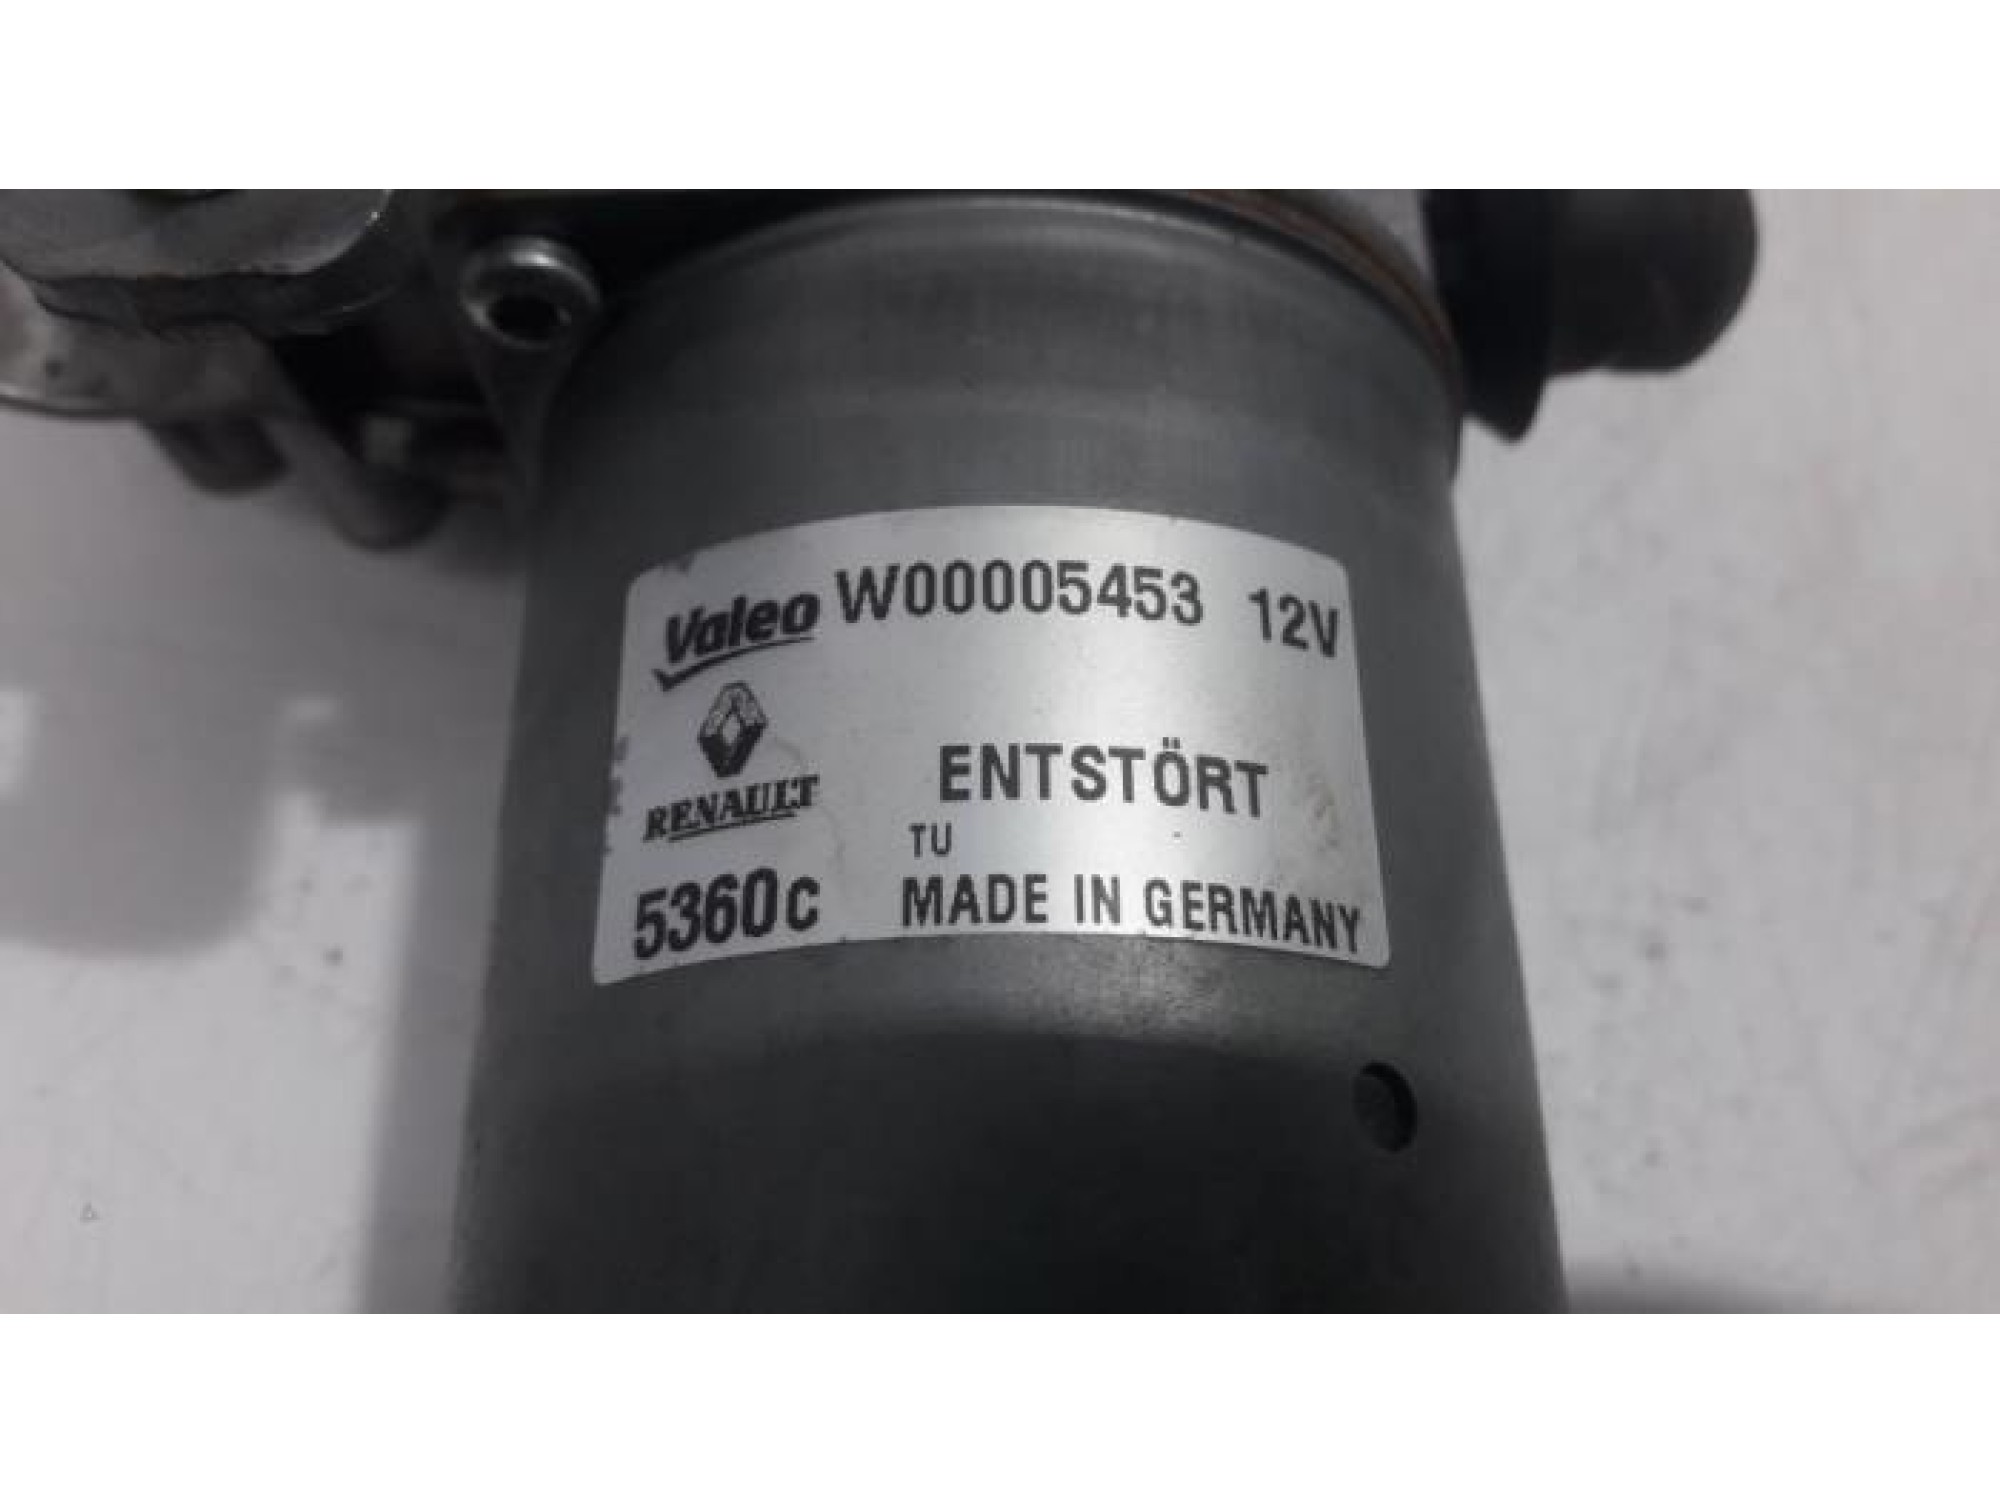 Valeo W00005453 12V
RENAULT
ENTSTÖRT
TU
5360c MADE IN GERMANY